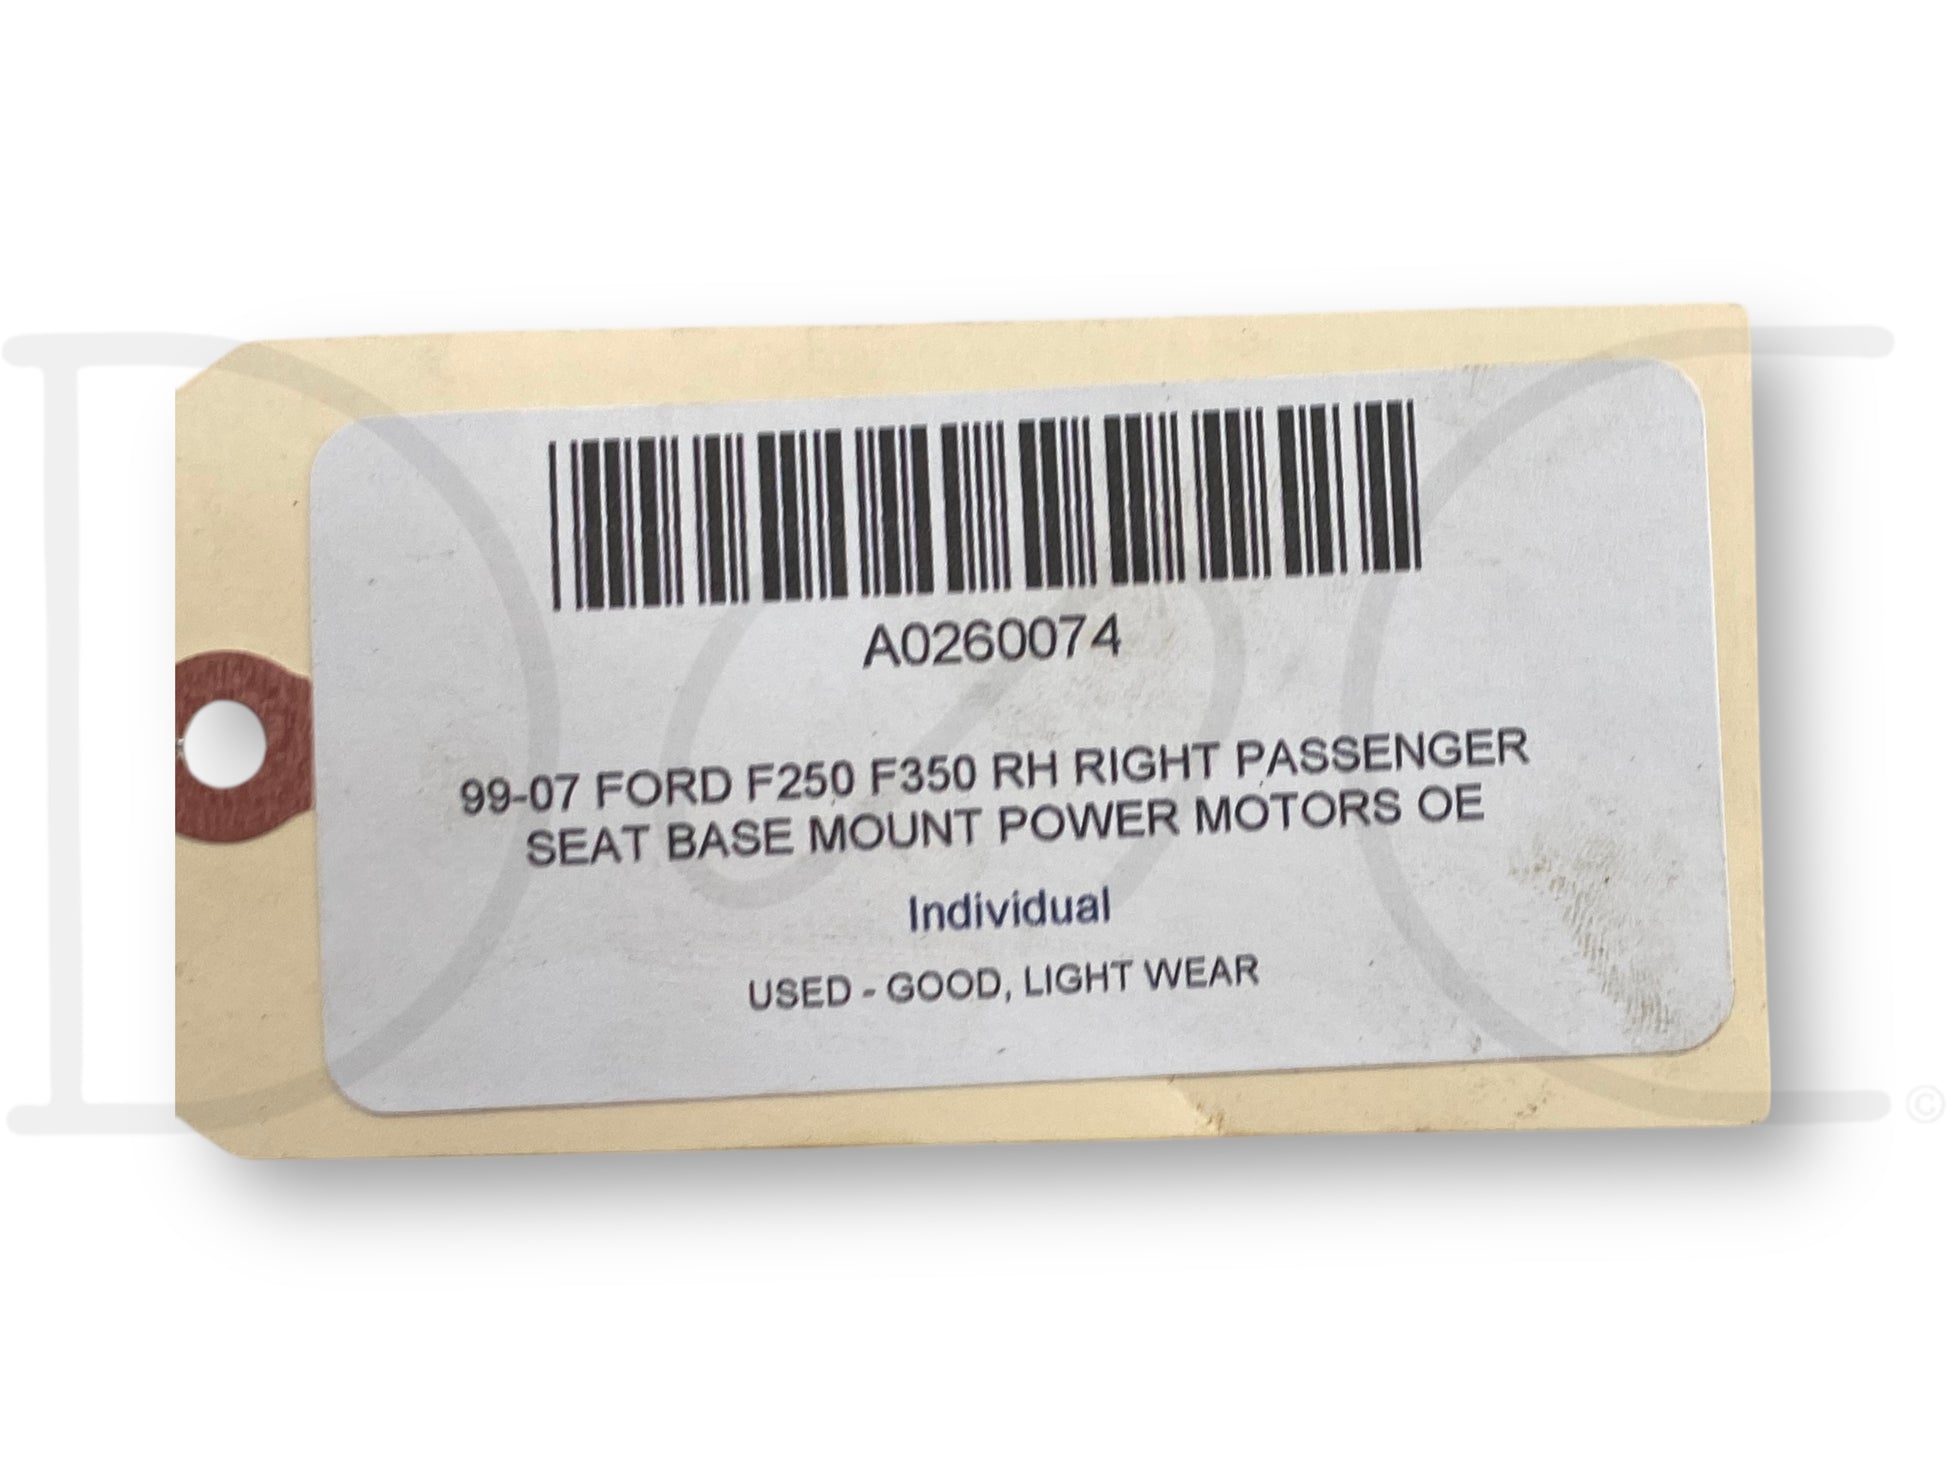 A0260074
99-07 FORD F250 F350 RH RIGHT PASSENGER
SEAT BASE MOUNT POWER MOTORS OE
Individual
USED - GOOD, LIGHT WEAR
©